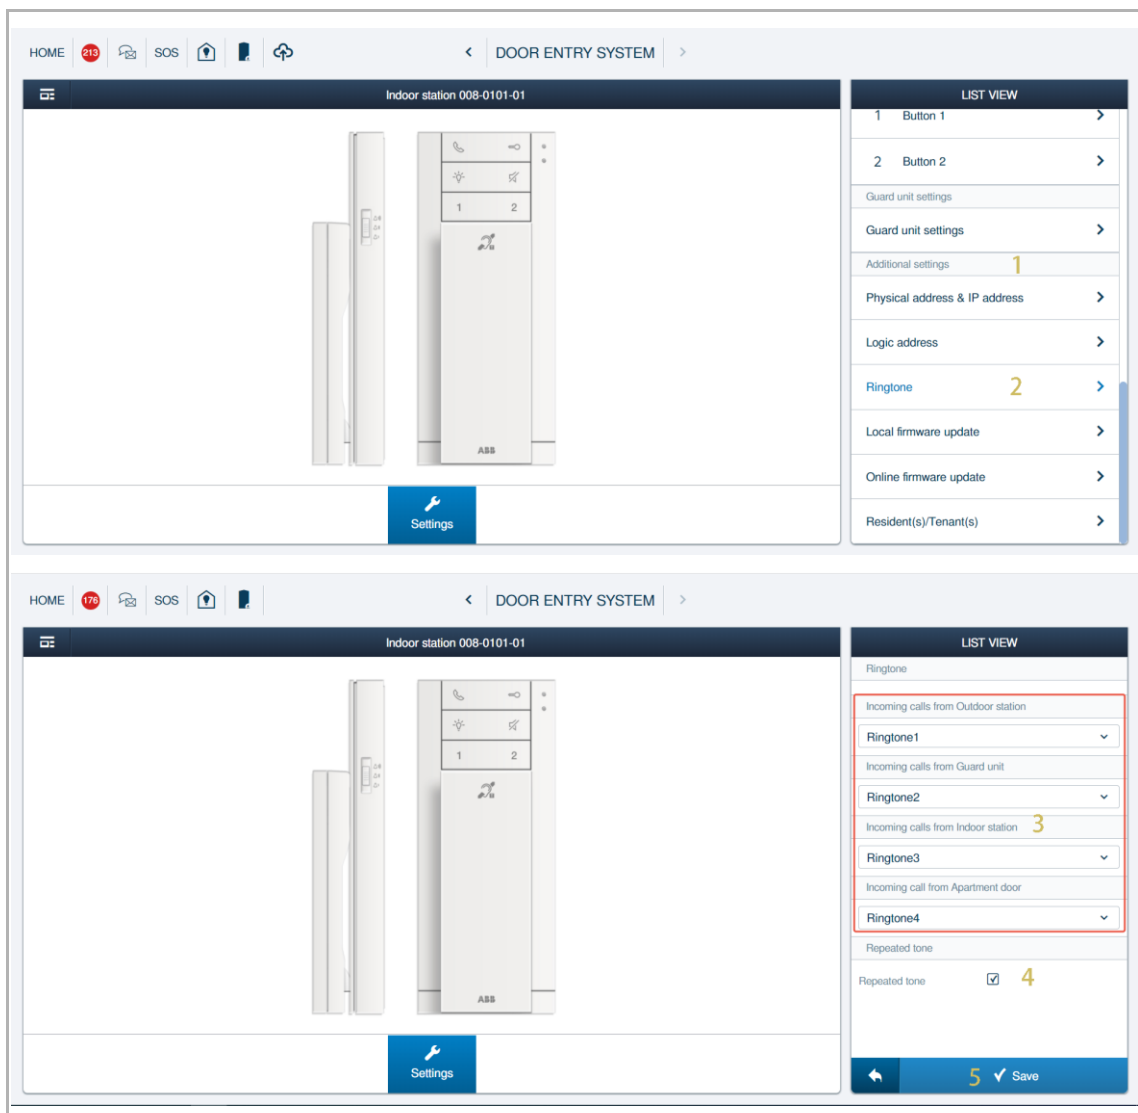 HOME 213 SOS DOOR ENTRY SYSTEM
Indoor station 008-0101-01
LIST VIEW
1 Button 1
2 Button 2
Guard unit settings
Guard unit settings
Additional settings 1
Physical address & IP address
Logic address
Ringtone 2
Local firmware update
Online firmware update
Resident(s)/Tenant(s)
1 2
ABB
Settings
HOME 176 SOS DOOR ENTRY SYSTEM
Indoor station 008-0101-01
LIST VIEW
Ringtone
Incoming calls from Outdoor station
Ringtone1
Incoming calls from Guard unit
Ringtone2
Incoming calls from Indoor station 3
Ringtone3
Incoming call from Apartment door
Ringtone4
Repeated tone
Repeated tone 4
5 Save
1 2
ABB
Settings